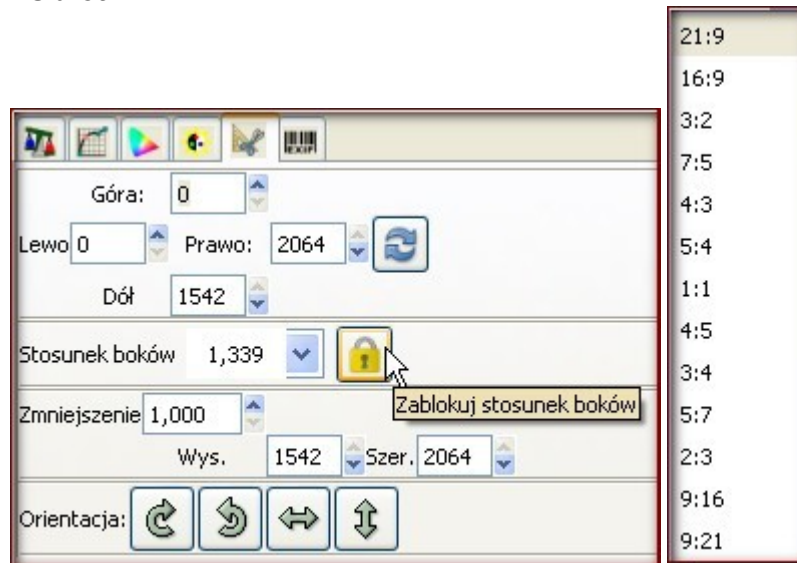 EXIF
Góra: 0
Lewo 0 Prawo: 2064
Dół 1542
Stosunek boków 1,339
Zablokuj stosunek boków
Zmniejszenie 1,000
Wys. 1542 Szer. 2064
Orientacja:
21:9
16:9
3:2
7:5
4:3
5:4
1:1
4:5
3:4
5:7
2:3
9:16
9:21